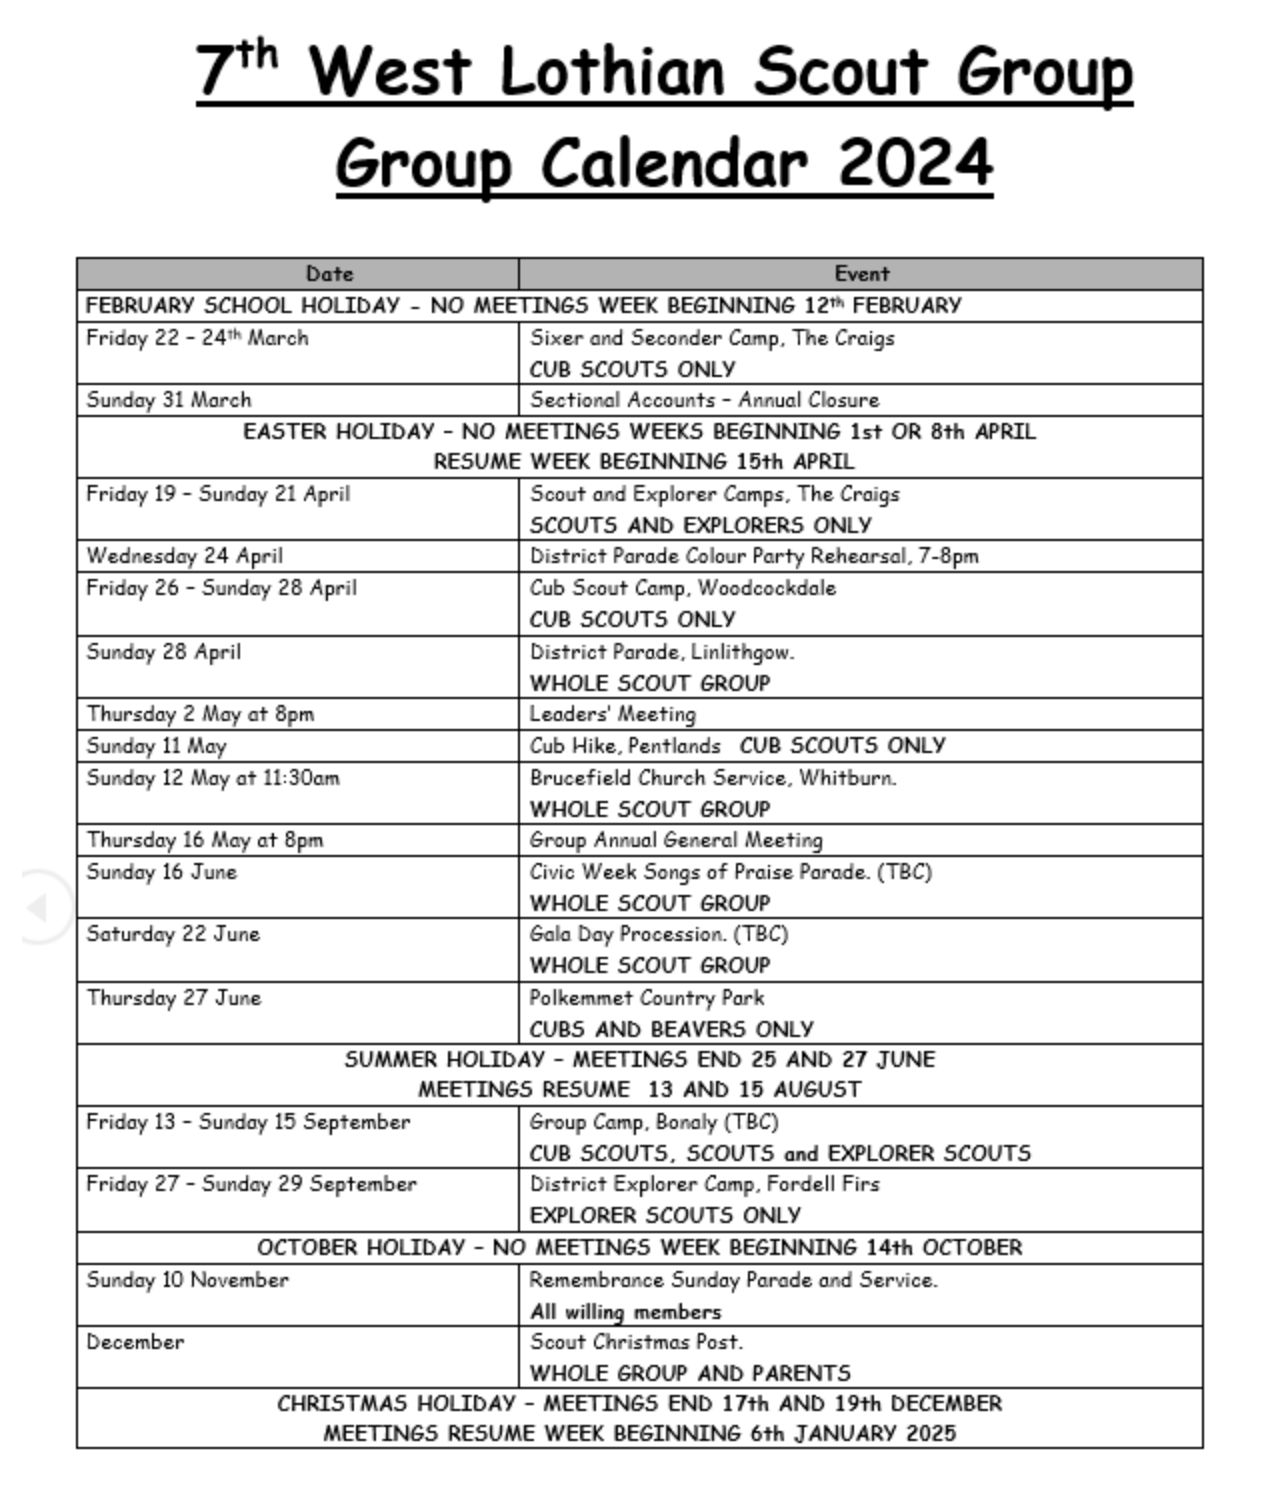 7th West Lothian Scout Group
Group Calendar 2024
Date Event
FEBRUARY SCHOOL HOLIDAY - NO MEETINGS WEEK BEGINNING 12th FEBRUARY
Friday 22 – 24th March Sixer and Seconder Camp, The Craigs
CUB SCOUTS ONLY
Sunday 31 March Sectional Accounts – Annual Closure
EASTER HOLIDAY – NO MEETINGS WEEKS BEGINNING 1st OR 8th APRIL
RESUME WEEK BEGINNING 15th APRIL
Friday 19 – Sunday 21 April Scout and Explorer Camps, The Craigs
SCOUTS AND EXPLORERS ONLY
Wednesday 24 April District Parade Colour Party Rehearsal, 7-8pm
Friday 26 – Sunday 28 April Cub Scout Camp, Woodcockdale
CUB SCOUTS ONLY
Sunday 28 April District Parade, Linlithgow.
WHOLE SCOUT GROUP
Thursday 2 May at 8pm Leaders' Meeting
Sunday 11 May Cub Hike, Pentlands CUB SCOUTS ONLY
Sunday 12 May at 11:30am Brucefield Church Service, Whitburn.
WHOLE SCOUT GROUP
Thursday 16 May at 8pm Group Annual General Meeting
Sunday 16 June Civic Week Songs of Praise Parade. (TBC)
WHOLE SCOUT GROUP
Saturday 22 June Gala Day Procession. (TBC)
WHOLE SCOUT GROUP
Thursday 27 June Polkemmet Country Park
CUBS AND BEAVERS ONLY
SUMMER HOLIDAY – MEETINGS END 25 AND 27 JUNE
MEETINGS RESUME 13 AND 15 AUGUST
Friday 13 – Sunday 15 September Group Camp, Bonaly (TBC)
CUB SCOUTS, SCOUTS and EXPLORER SCOUTS
Friday 27 – Sunday 29 September District Explorer Camp, Fordell Firs
EXPLORER SCOUTS ONLY
OCTOBER HOLIDAY – NO MEETINGS WEEK BEGINNING 14th OCTOBER
Sunday 10 November Remembrance Sunday Parade and Service.
All willing members
December Scout Christmas Post.
WHOLE GROUP AND PARENTS
CHRISTMAS HOLIDAY – MEETINGS END 17th AND 19th DECEMBER
MEETINGS RESUME WEEK BEGINNING 6th JANUARY 2025